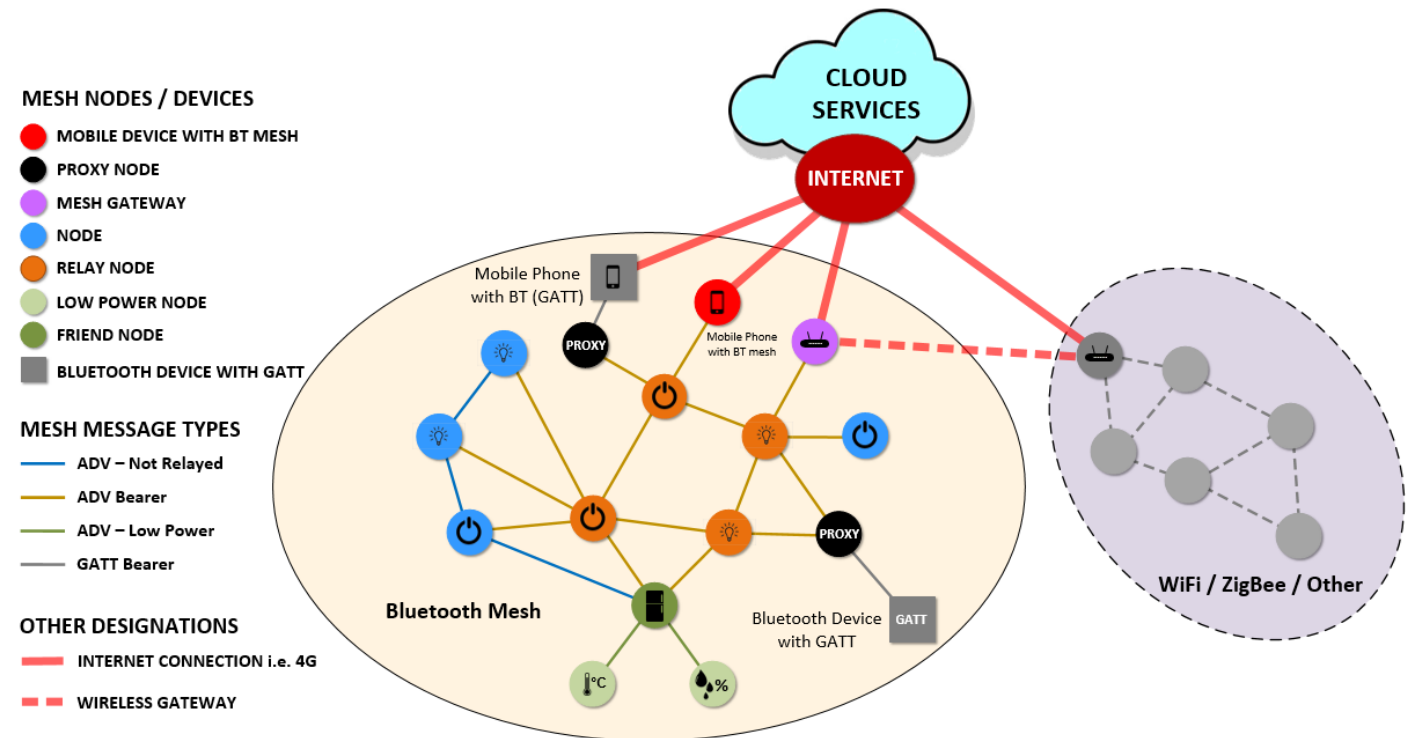 CLOUD
SERVICES
INTERNET
MESH NODES / DEVICES
MOBILE DEVICE WITH BT MESH
PROXY NODE
MESH GATEWAY
NODE
RELAY NODE
LOW POWER NODE
FRIEND NODE
BLUETOOTH DEVICE WITH GATT
MESH MESSAGE TYPES
ADV – Not Relayed
ADV Bearer
ADV – Low Power
GATT Bearer
OTHER DESIGNATIONS
INTERNET CONNECTION i.e. 4G
WIRELESS GATEWAY
Mobile Phone
with BT (GATT)
PROXY
Mobile Phone
with BT mesh
PROXY
Bluetooth Mesh
Bluetooth Device
with GATT
GATT
°C
%
WiFi / ZigBee / Other